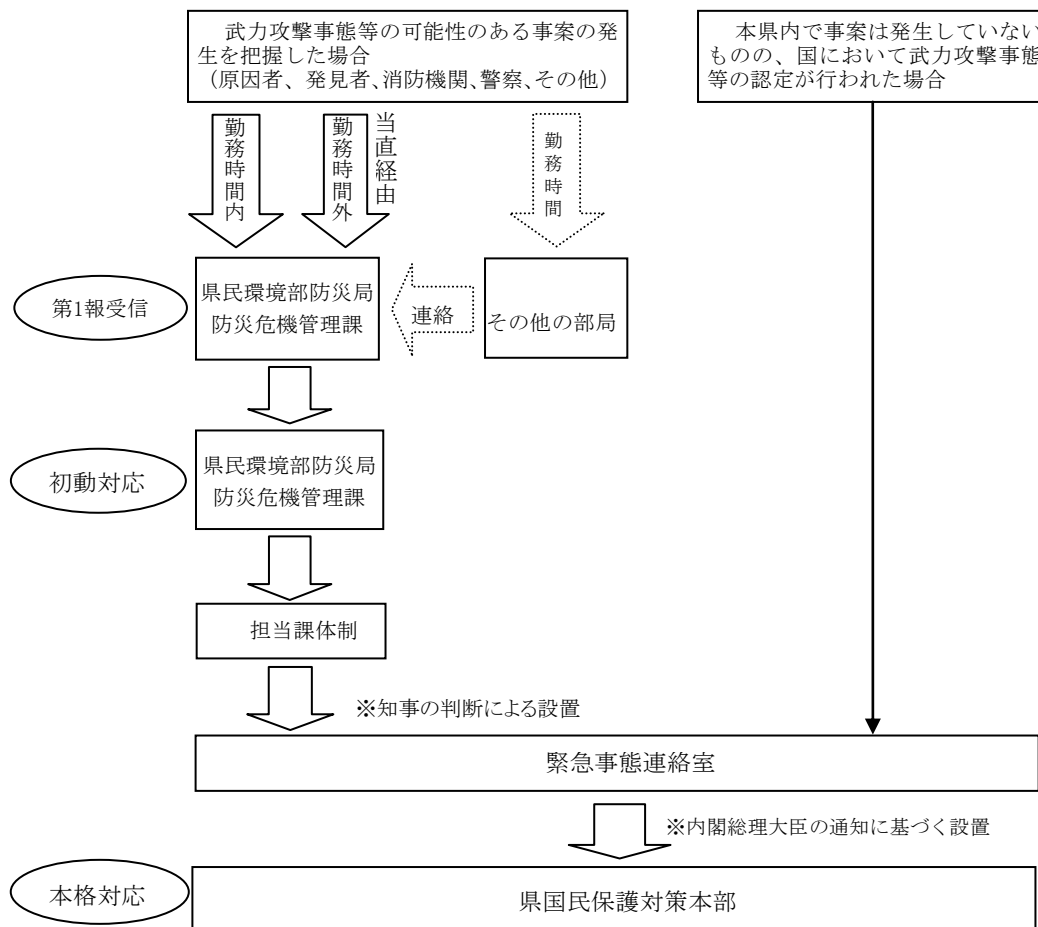 武力攻撃事態等の可能性のある事案の発
生を把握した場合
(原因者、発見者、消防機関、警察、その他)
本県内で事案は発生していない
ものの、国において武力攻撃事態
等の認定が行われた場合
勤務時間内
勤務時間外
当直経由
勤務時間
第1報受信
県民環境部防災局
防災危機管理課
連絡
その他の部局
初動対応
県民環境部防災局
防災危機管理課
担当課体制
※知事の判断による設置
緊急事態連絡室
※内閣総理大臣の通知に基づく設置
本格対応
県国民保護対策本部